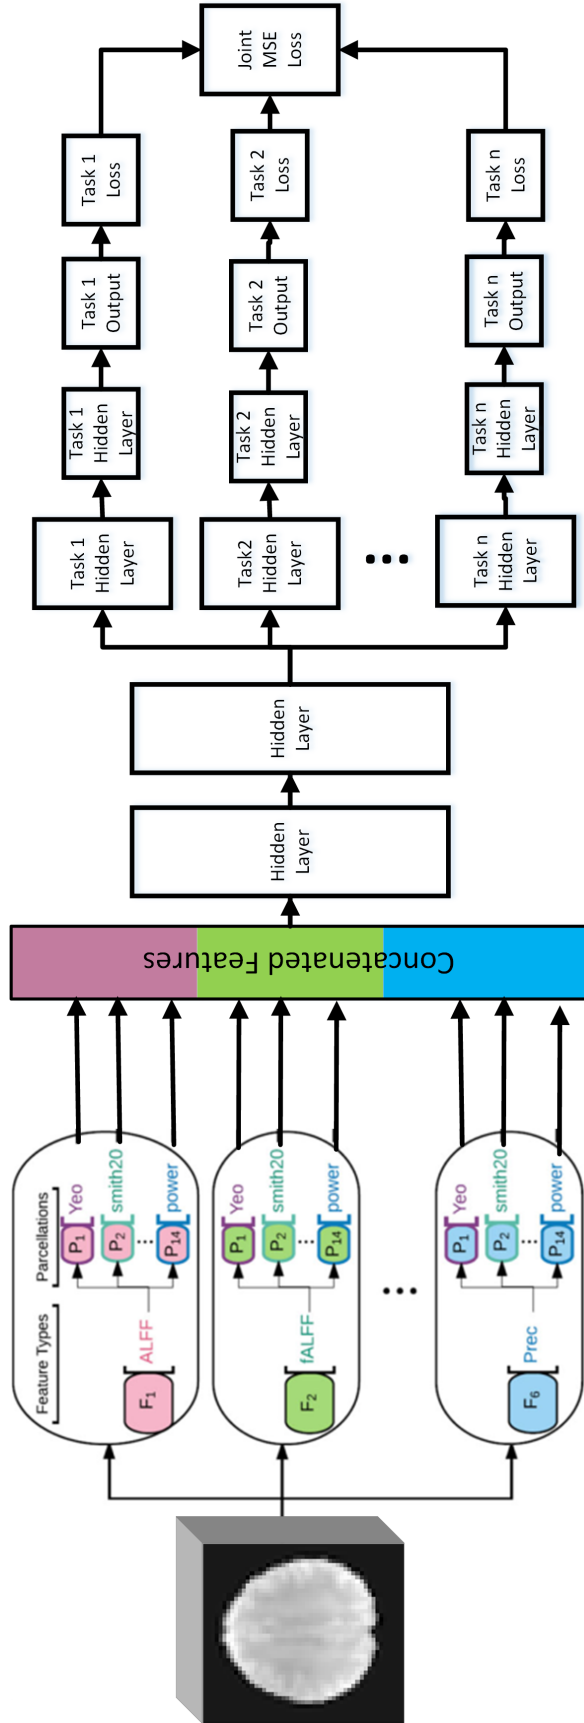 Feature Types
Parcellations
F1
ALFF
P1
Yeo
P2
smith20
...
P14
power
F2
fALFF
P1
Yeo
P2
smith20
...
P14
power
...
F6
Prec
P1
Yeo
P2
smith20
...
P14
power
Concatenated Features
Hidden
Layer
Hidden
Layer
Task 1
Hidden
Layer
Task 1
Hidden
Layer
Task 1
Output
Task 1
Loss
Task2
Hidden
Layer
Task 2
Hidden
Layer
Task 2
Output
Task 2
Loss
...
Task n
Hidden
Layer
Task n
Hidden
Layer
Task n
Output
Task n
Loss
Joint
MSE
Loss